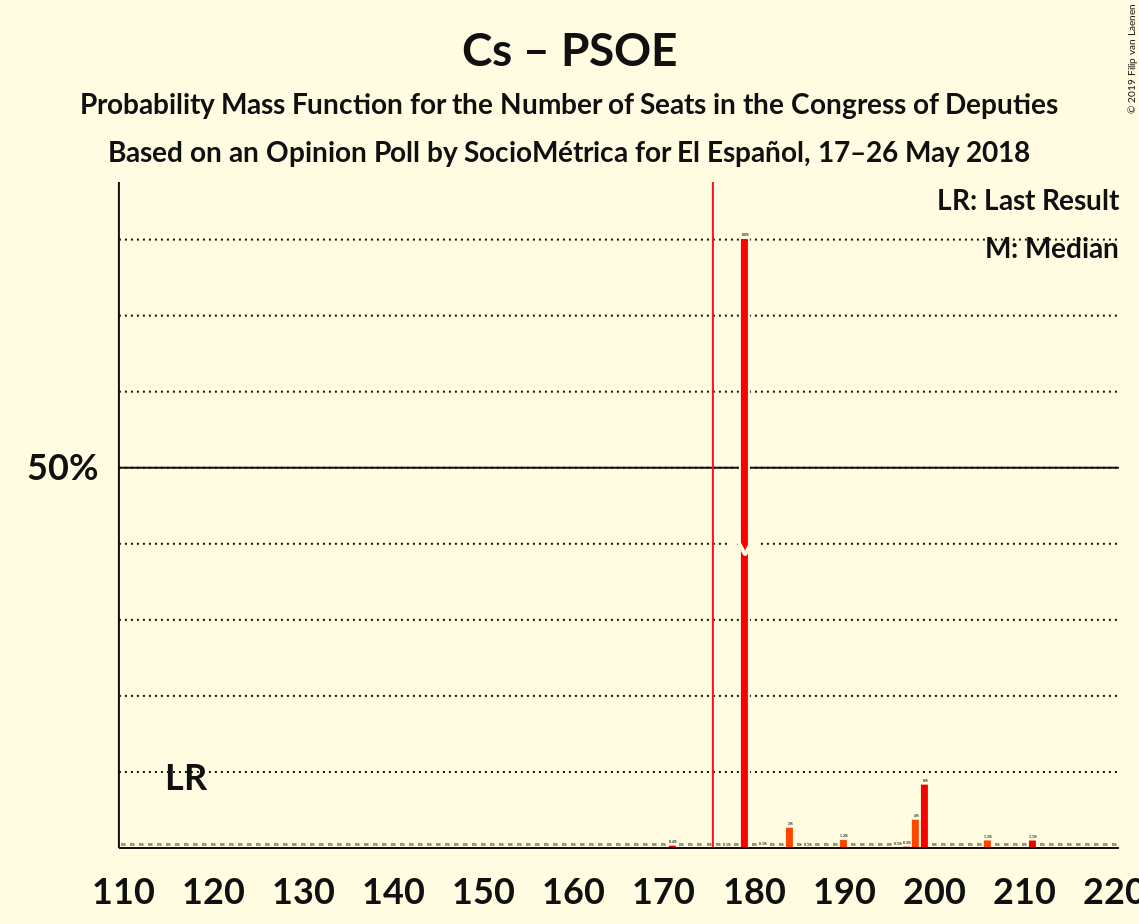 Cs – PSOE
Probability Mass Function for the Number of Seats in the Congress of Deputies
Based on an Opinion Poll by SocioMétrica for El Español, 17–26 May 2018
© 2019 Filip van Laenen
LR: Last Result
M: Median
50%
M
LR
110 120 130 140 150 160 170 180 190 200 210 220